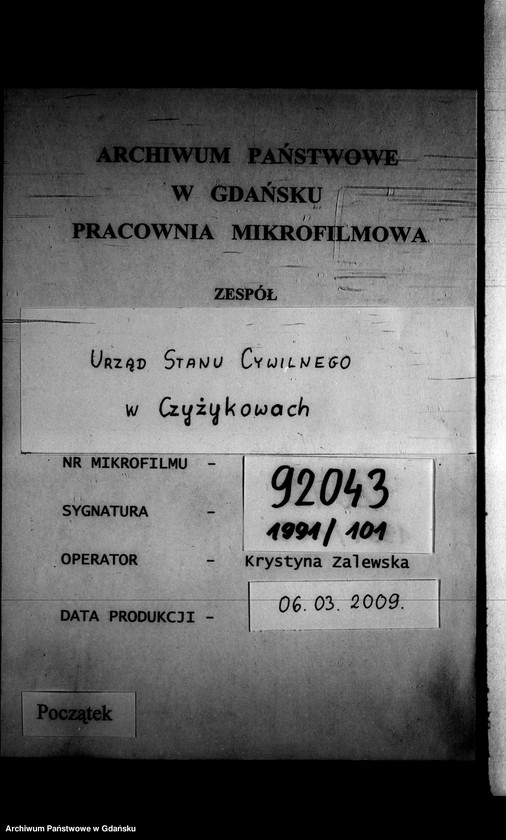 ARCHIWUM PAŃSTWOWE
W GDAŃSKU
PRACOWNIA MIKROFILMOWA
ZESPÓŁ
URZĄD STANU CYWILNEGO
W Czyżykowach
NR MIKROFILMU – 92043
SYGNATURA – 1991/101
OPERATOR – Krystyna Zalewska
DATA PRODUKCJI – 06.03.2009.
Początek
Archiwum Państwowe w Gdańsku